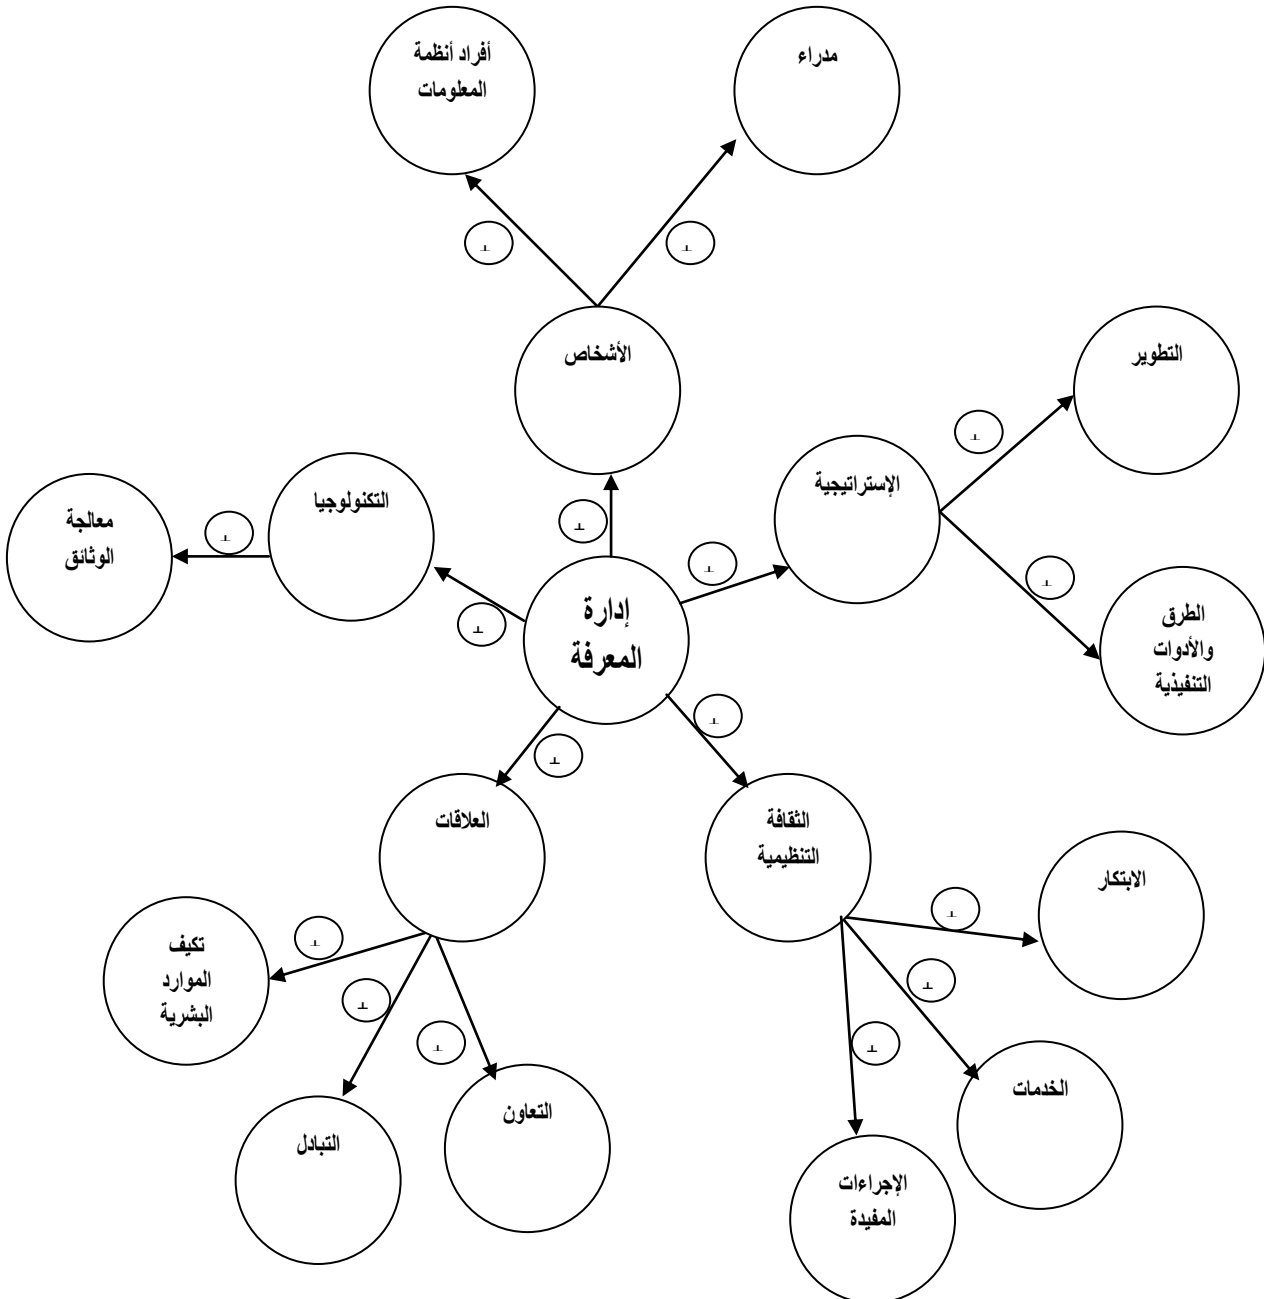 أفراد أنظمة
المعلومات
مدراء
الأشخاص
التطوير
الإستراتيجية
التكنولوجيا
معالجة
الوثائق
الطرق
والأدوات
التنفيذية
إدارة
المعرفة
العلاقات
الثقافة
التنظيمية
الابتكار
تكيف
الموارد
البشرية
الخدمات
التعاون
التبادل
الإجراءات
المفيدة